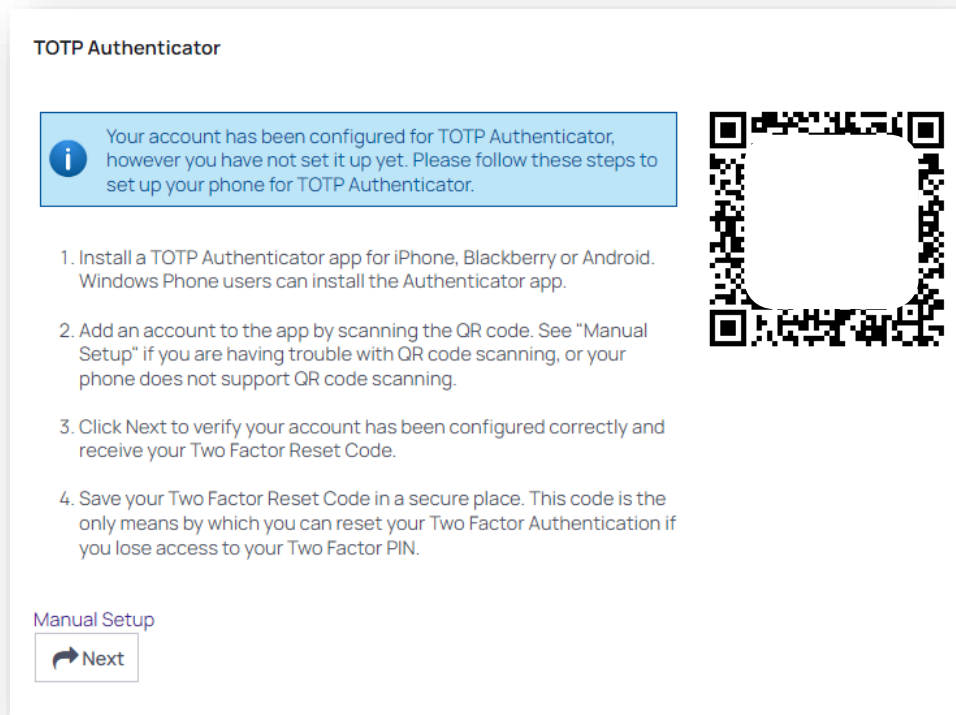 TOTP Authenticator
Your account has been configured for TOTP Authenticator,
however you have not set it up yet. Please follow these steps to
set up your phone for TOTP Authenticator.
1. Install a TOTP Authenticator app for iPhone, Blackberry or Android.
Windows Phone users can install the Authenticator app.
2. Add an account to the app by scanning the QR code. See "Manual
Setup" if you are having trouble with QR code scanning, or your
phone does not support QR code scanning.
3. Click Next to verify your account has been configured correctly and
receive your Two Factor Reset Code.
4. Save your Two Factor Reset Code in a secure place. This code is the
only means by which you can reset your Two Factor Authentication if
you lose access to your Two Factor PIN.
Manual Setup
Next